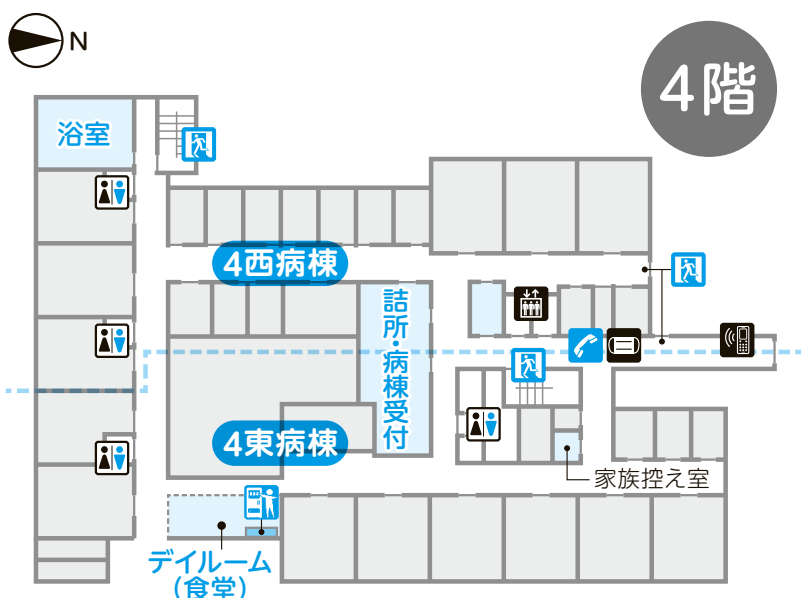 N
4階
浴室
4西病棟
詰所・病棟受付
4東病棟
家族控え室
デイルーム
(食堂)